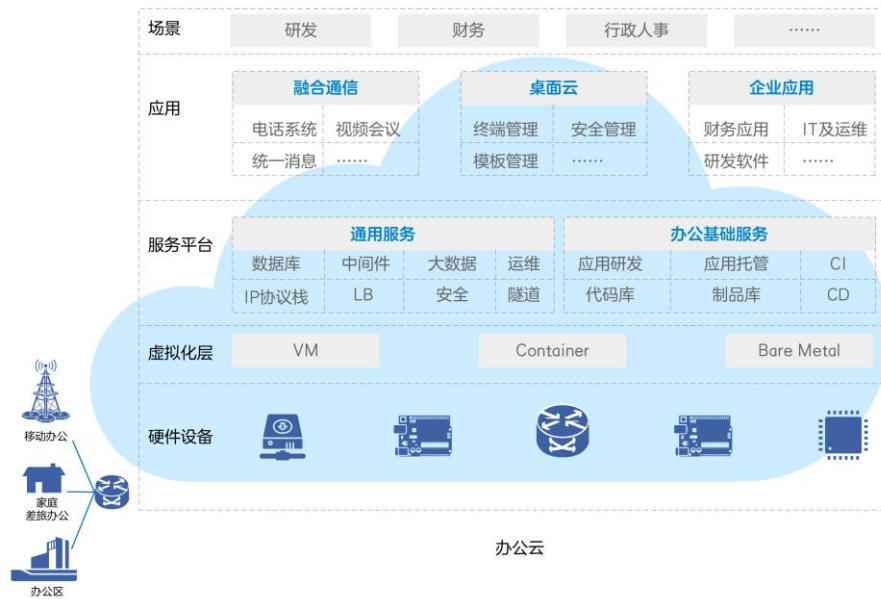 场景
研发 财务 行政人事 ……
应用
融合通信 桌面云 企业应用
电话系统 视频会议 终端管理 安全管理 财务应用 IT及运维
统一消息 …… 模板管理 …… 研发软件 ……
服务平台
通用服务 办公基础服务
数据库 中间件 大数据 运维 应用研发 应用托管 CI
IP协议栈 LB 安全 隧道 代码库 制品库 CD
虚拟化层 VM Container Bare Metal
硬件设备
移动办公
家庭
差旅办公
办公区
办公云